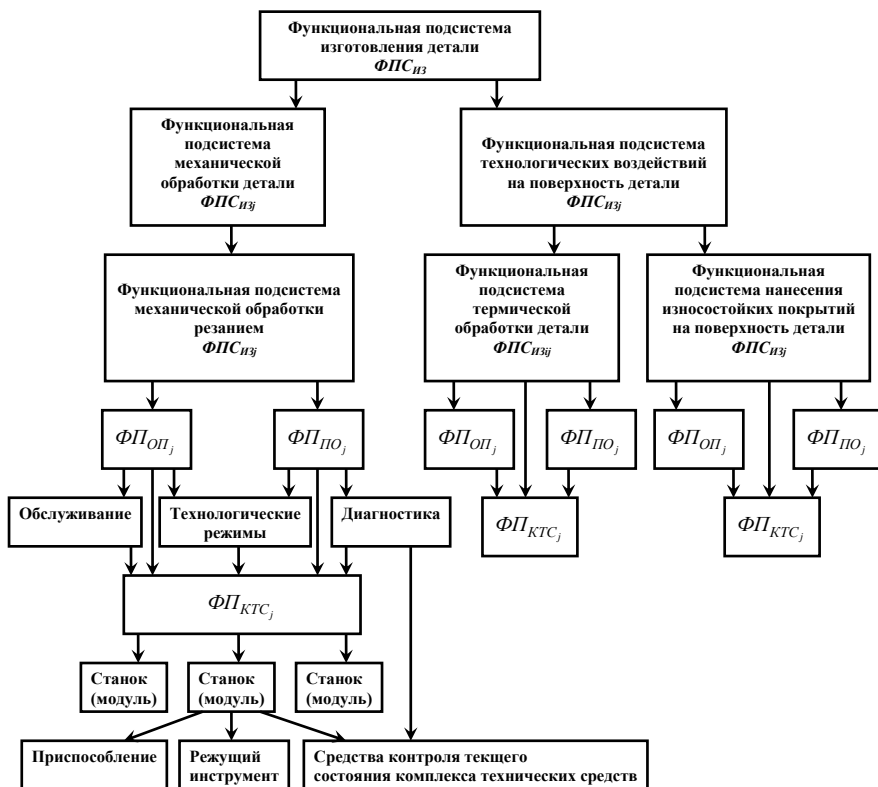 Функциональная подсистема
изготовления детали
ФПС_ИЗ
Функциональная
подсистема
механической
обработки детали
ФПС_ИЗj
Функциональная подсистема
технологических воздействий
на поверхность детали
ФПС_ИЗj
Функциональная подсистема
механической обработки
резанием
ФПС_ИЗj
Функциональная
подсистема
термической
обработки детали
ФПС_ИЗij
Функциональная
подсистема нанесения
износостойких покрытий
на поверхность детали
ФПС_ИЗj
ФП_ОПj
ФП_ПОj
ФП_ОПj
ФП_ПОj
ФП_ОПj
ФП_ПОj
Обслуживание
Технологические
режимы
Диагностика
ФП_КТСj
ФП_КТСj
ФП_КТСj
Станок
(модуль)
Станок
(модуль)
Станок
(модуль)
Приспособление
Режущий
инструмент
Средства контроля текщего
состояния комплекса технических средств